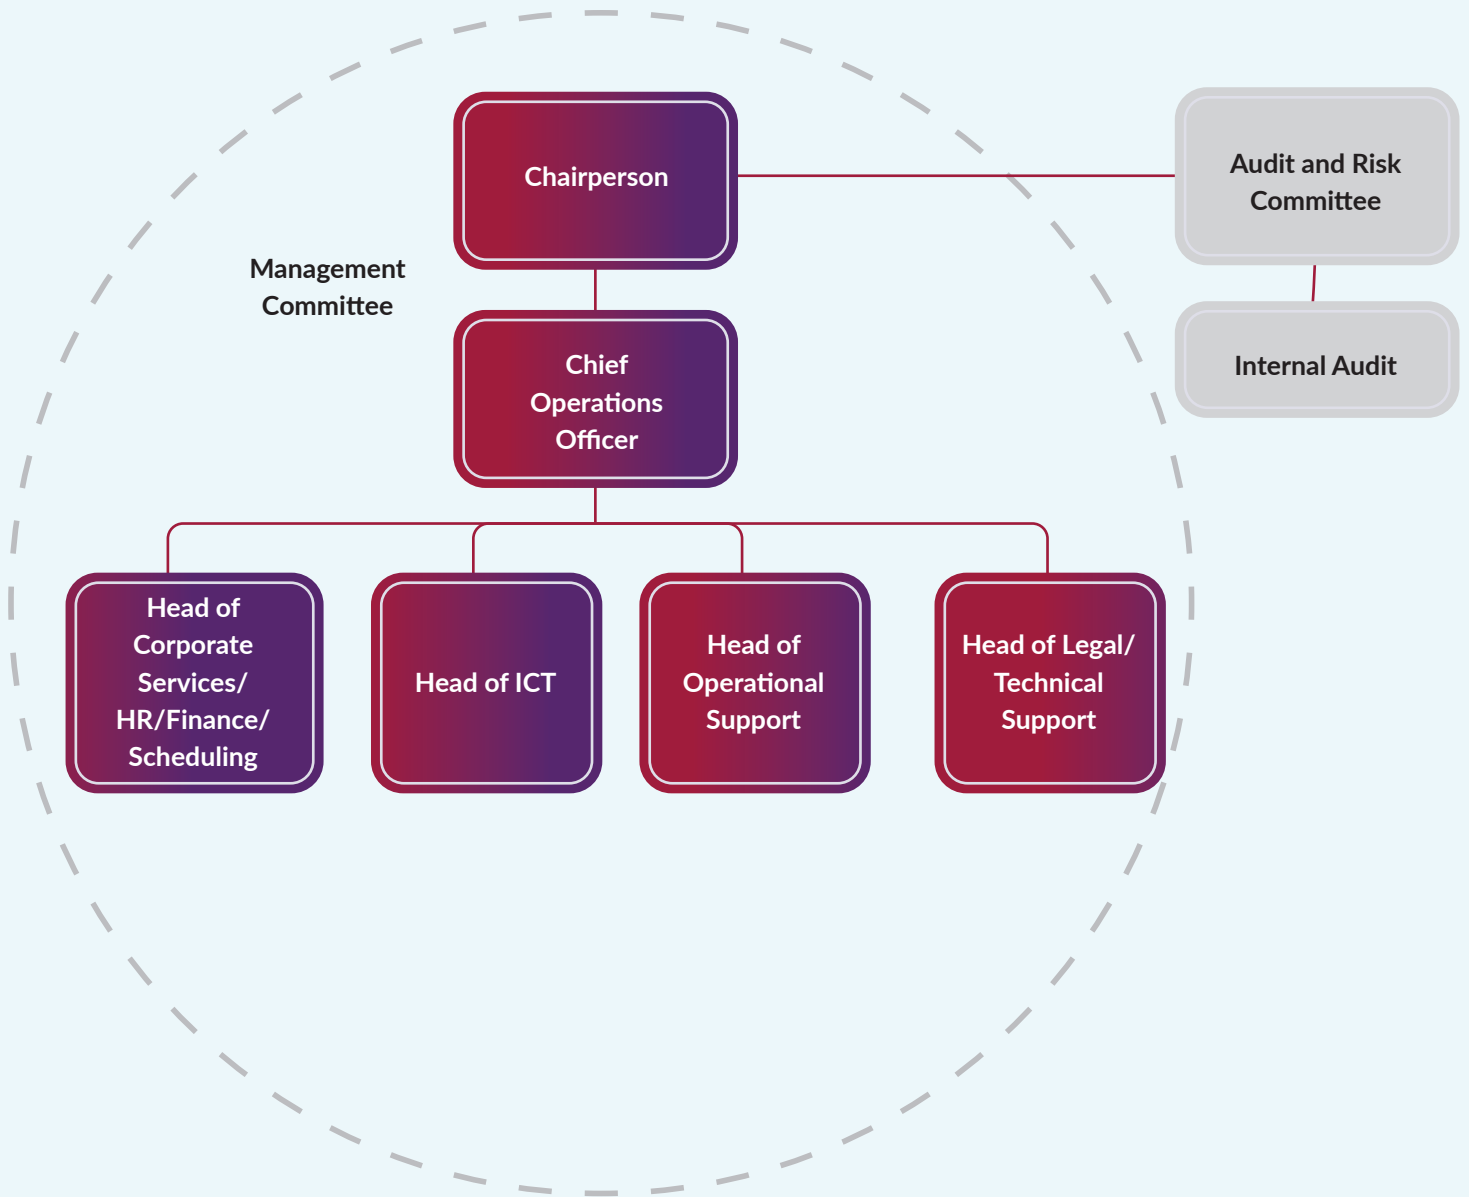 Chairperson
Audit and Risk
Committee
Management
Committee
Chief
Operations
Officer
Internal Audit
Head of
Corporate
Services/
HR/Finance/
Scheduling
Head of ICT
Head of
Operational
Support
Head of Legal/
Technical
Support